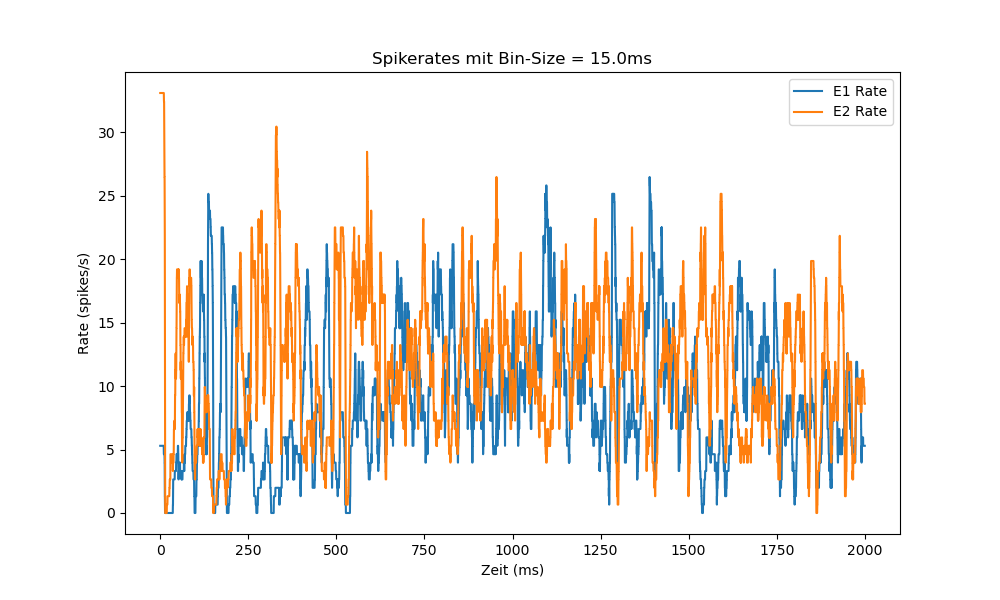 Spikerates mit Bin-Size = 15.0ms
E1 Rate
E2 Rate
Rate (spikes/s)
30
25
20
15
10
5
0
0 250 500 750 1000 1250 1500 1750 2000
Zeit (ms)